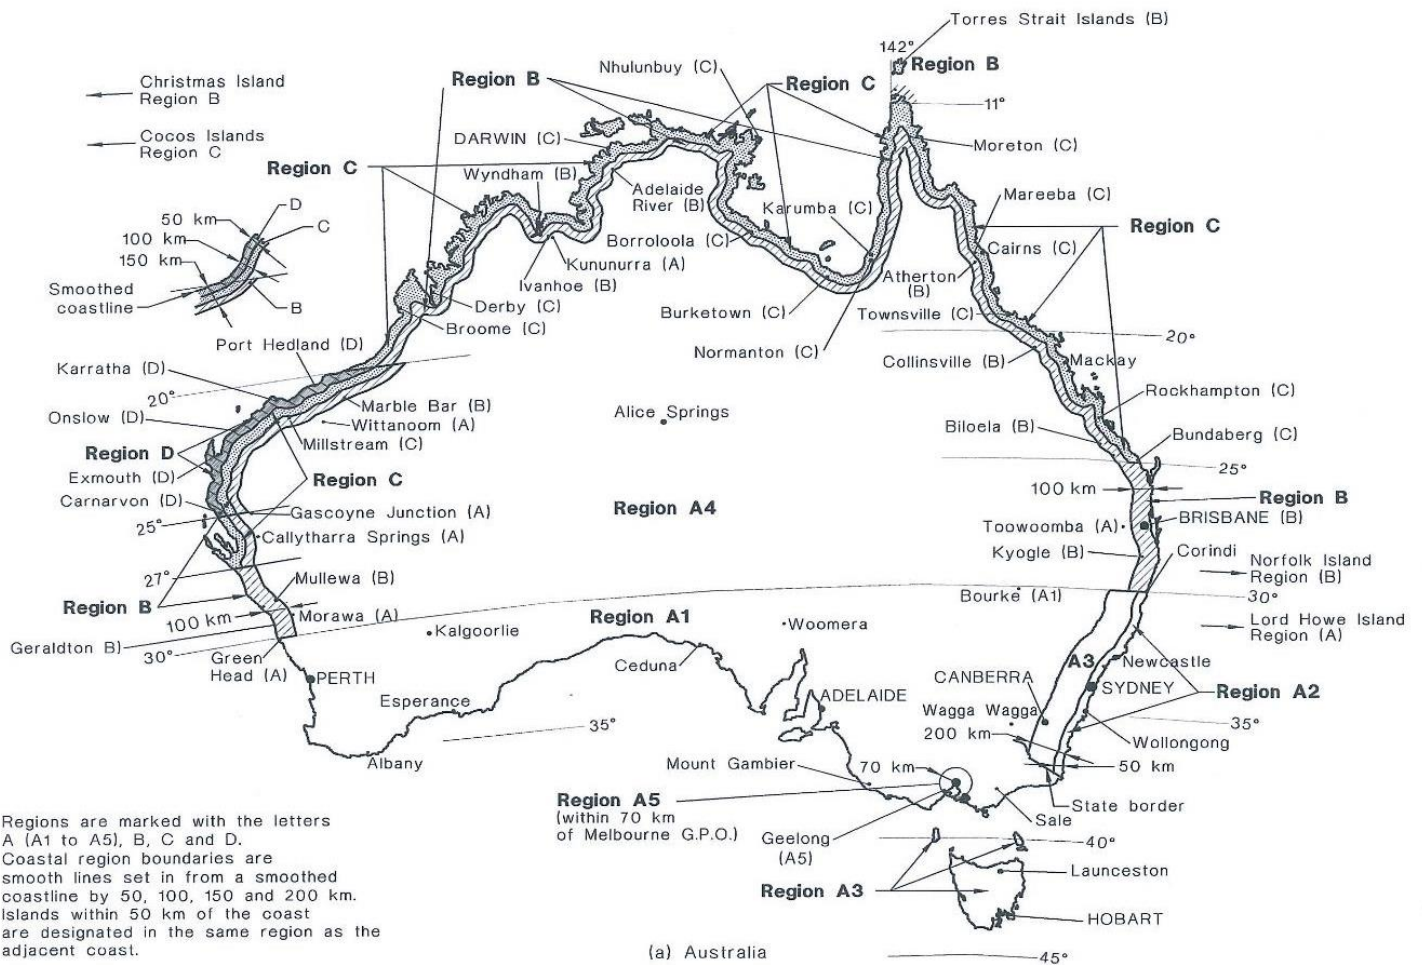 Torres Strait Islands (B)
142°
Region B
11°
Christmas Island
Region B
Cocos Islands
Region C
Region B
Nhulunbuy (C)
Region C
DARWIN (C)
Moreton (C)
Region C
Wyndham (B)
Adelaide
River (B)
Mareeba (C)
Karumba (C)
Region C
D
50 km
C
100 km
150 km
Borroloola (C)
Cairns (C)
Kununurra (A)
Ivanhoe (B)
Atherton
(B)
Smoothed
coastline
B
Derby (C)
Broome (C)
Burketown (C)
Townsville (C)
20°
Port Hedland (D)
Normanton (C)
Collinsville (B)
Mackay
Karratha (D)
20°
Rockhampton (C)
Marble Bar (B)
Alice Springs
Onslow (D)
Wittanoom (A)
Millstream (C)
Biloela (B)
Bundaberg (C)
Region D
Exmouth (D)
Region C
25°
100 km
Region B
Carnarvon (D)
Gascoyne Junction (A)
Region A4
25°
Toowoomba (A)
BRISBANE (B)
Callytharra Springs (A)
Kyogle (B)
Corindi
Norfolk Island
Region (B)
27°
Mullewa (B)
Region B
Bourke (A1)
30°
100 km
Morawa (A)
Region A1
Lord Howe Island
Region (A)
Kalgoorlie
Woomera
Geraldton B)
30°
Green
Head (A)
Ceduna
A3
Newcastle
PERTH
CANBERRA
SYDNEY
Region A2
Esperance
ADELAIDE
Wagga Wagga
35°
35°
200 km
Wollongong
Albany
Mount Gambier
70 km
50 km
Region A5
(within 70 km
of Melbourne G.P.O.)
State border
Sale
Geelong
(A5)
40°
Regions are marked with the letters
A (A1 to A5), B, C and D.
Coastal region boundaries are
smooth lines set in from a smoothed
coastline by 50, 100, 150 and 200 km.
Islands within 50 km of the coast
are designated in the same region as the
adjacent coast.
Launceston
Region A3
HOBART
(a) Australia
45°